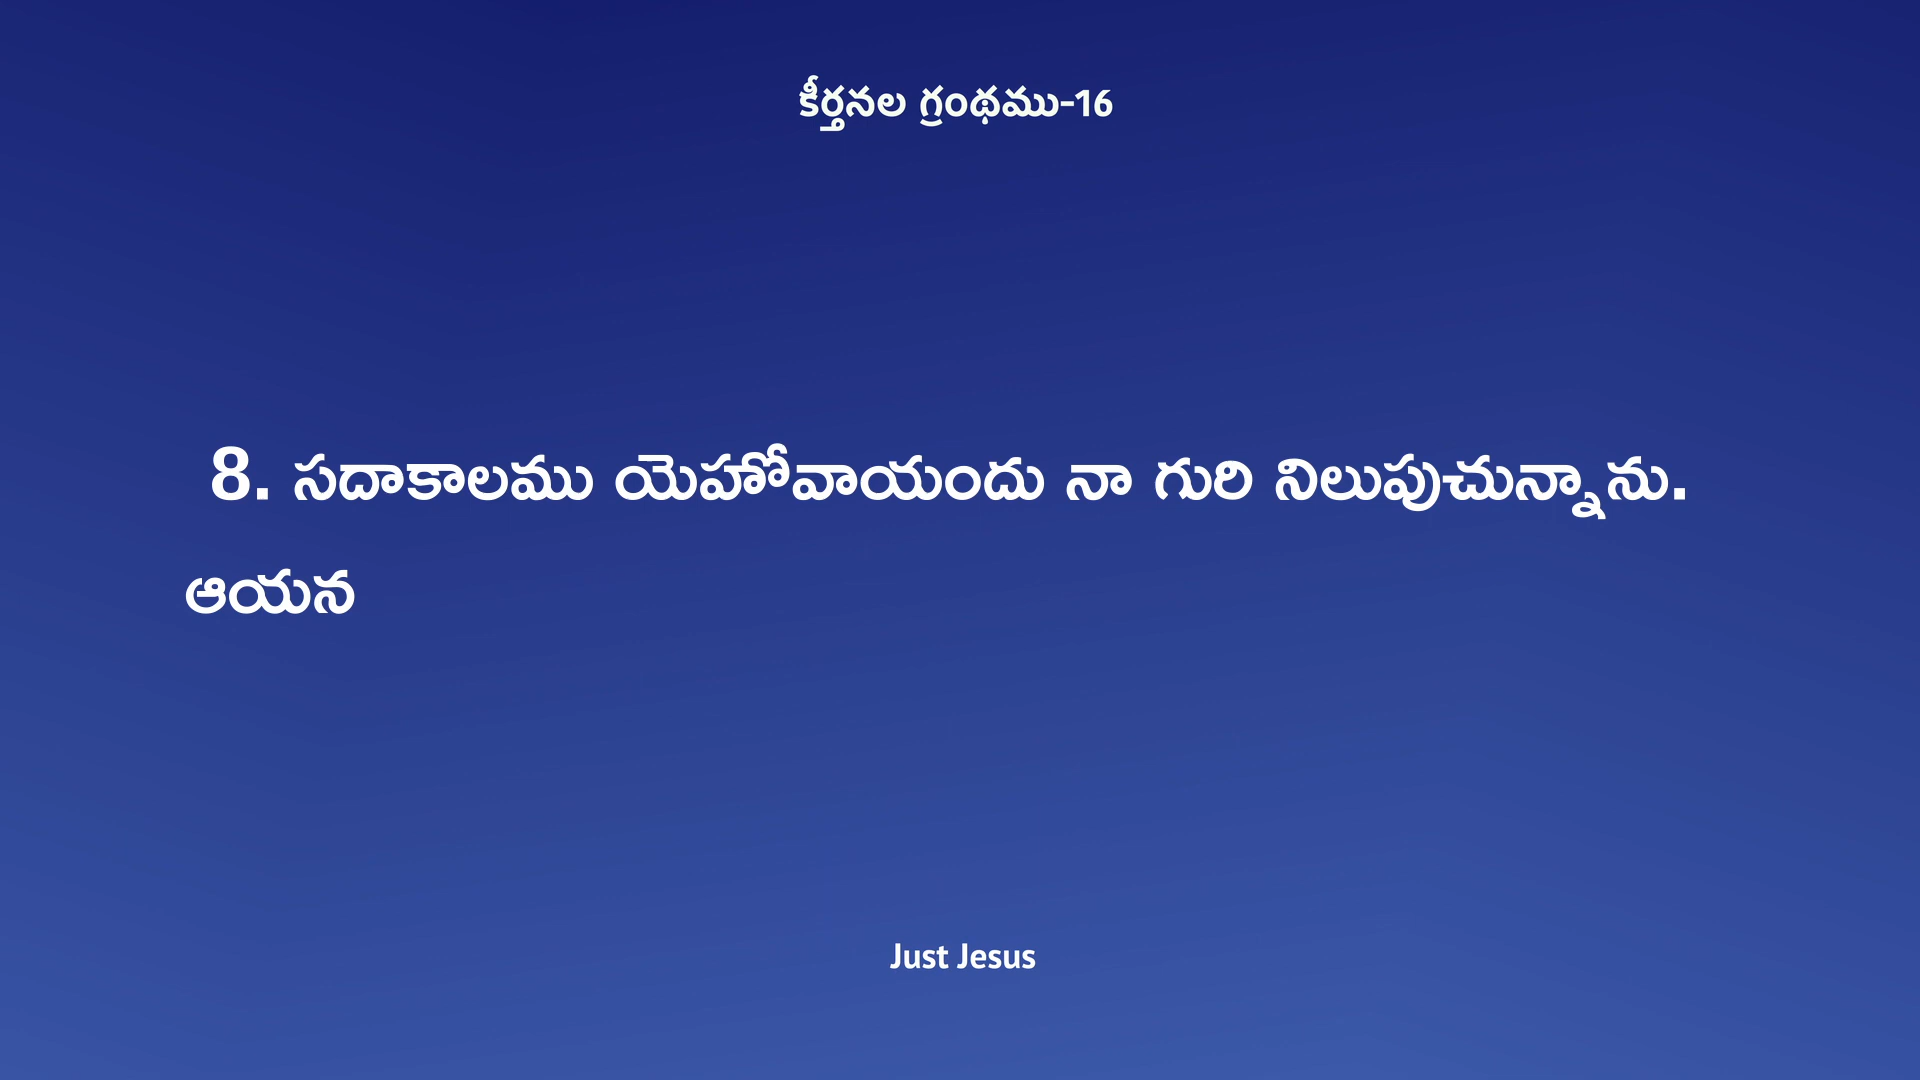 కీర్తనల గ్రంథము-16
8. సదాకాలము యెహోవాయందు నా గురి నిలుపుచున్నాను.
ఆయన
Just Jesus